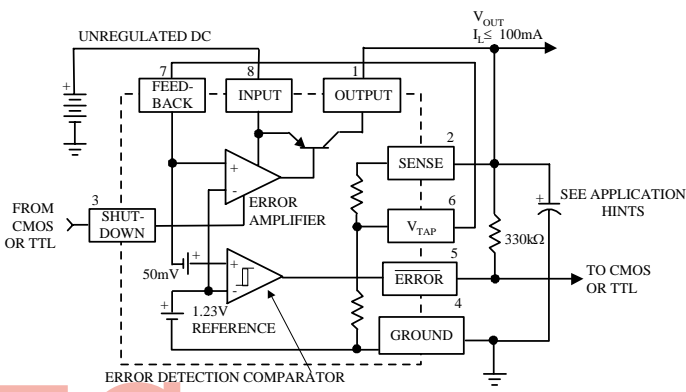 UNREGULATED DC
V_OUT
I_L ≤ 100mA
7
8
1
FEED-
BACK
INPUT
OUTPUT
2
SENSE
3
FROM
CMOS
OR TTL
SHUT-
DOWN
+
-
ERROR
AMPLIFIER
6
V_TAP
+
SEE APPLICATION
HINTS
330kΩ
50mV
+
+
-
5
ERROR
TO CMOS
OR TTL
+
1.23V
REFERENCE
4
GROUND
+
ERROR DETECTION COMPARATOR